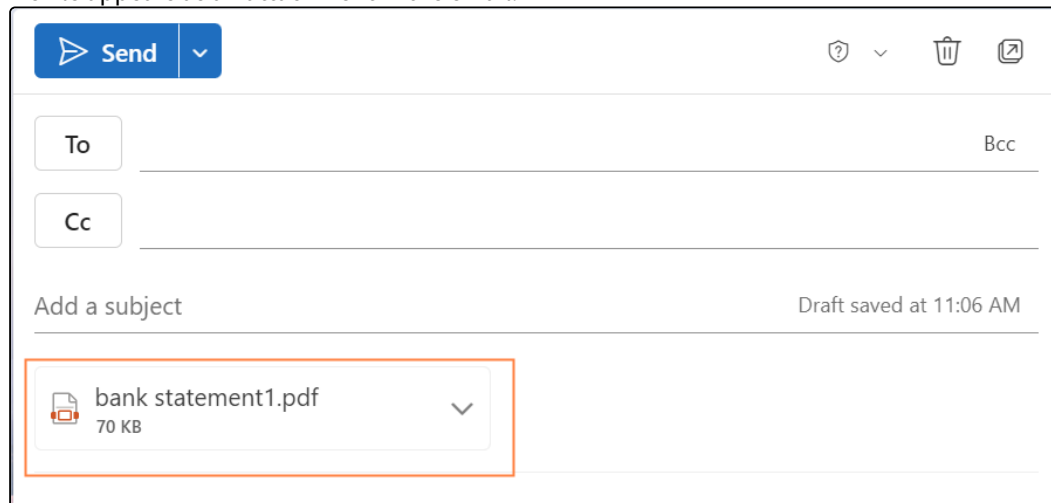 Send
To
Bcc
Cc
Add a subject
Draft saved at 11:06 AM
bank statement1.pdf
70 KB